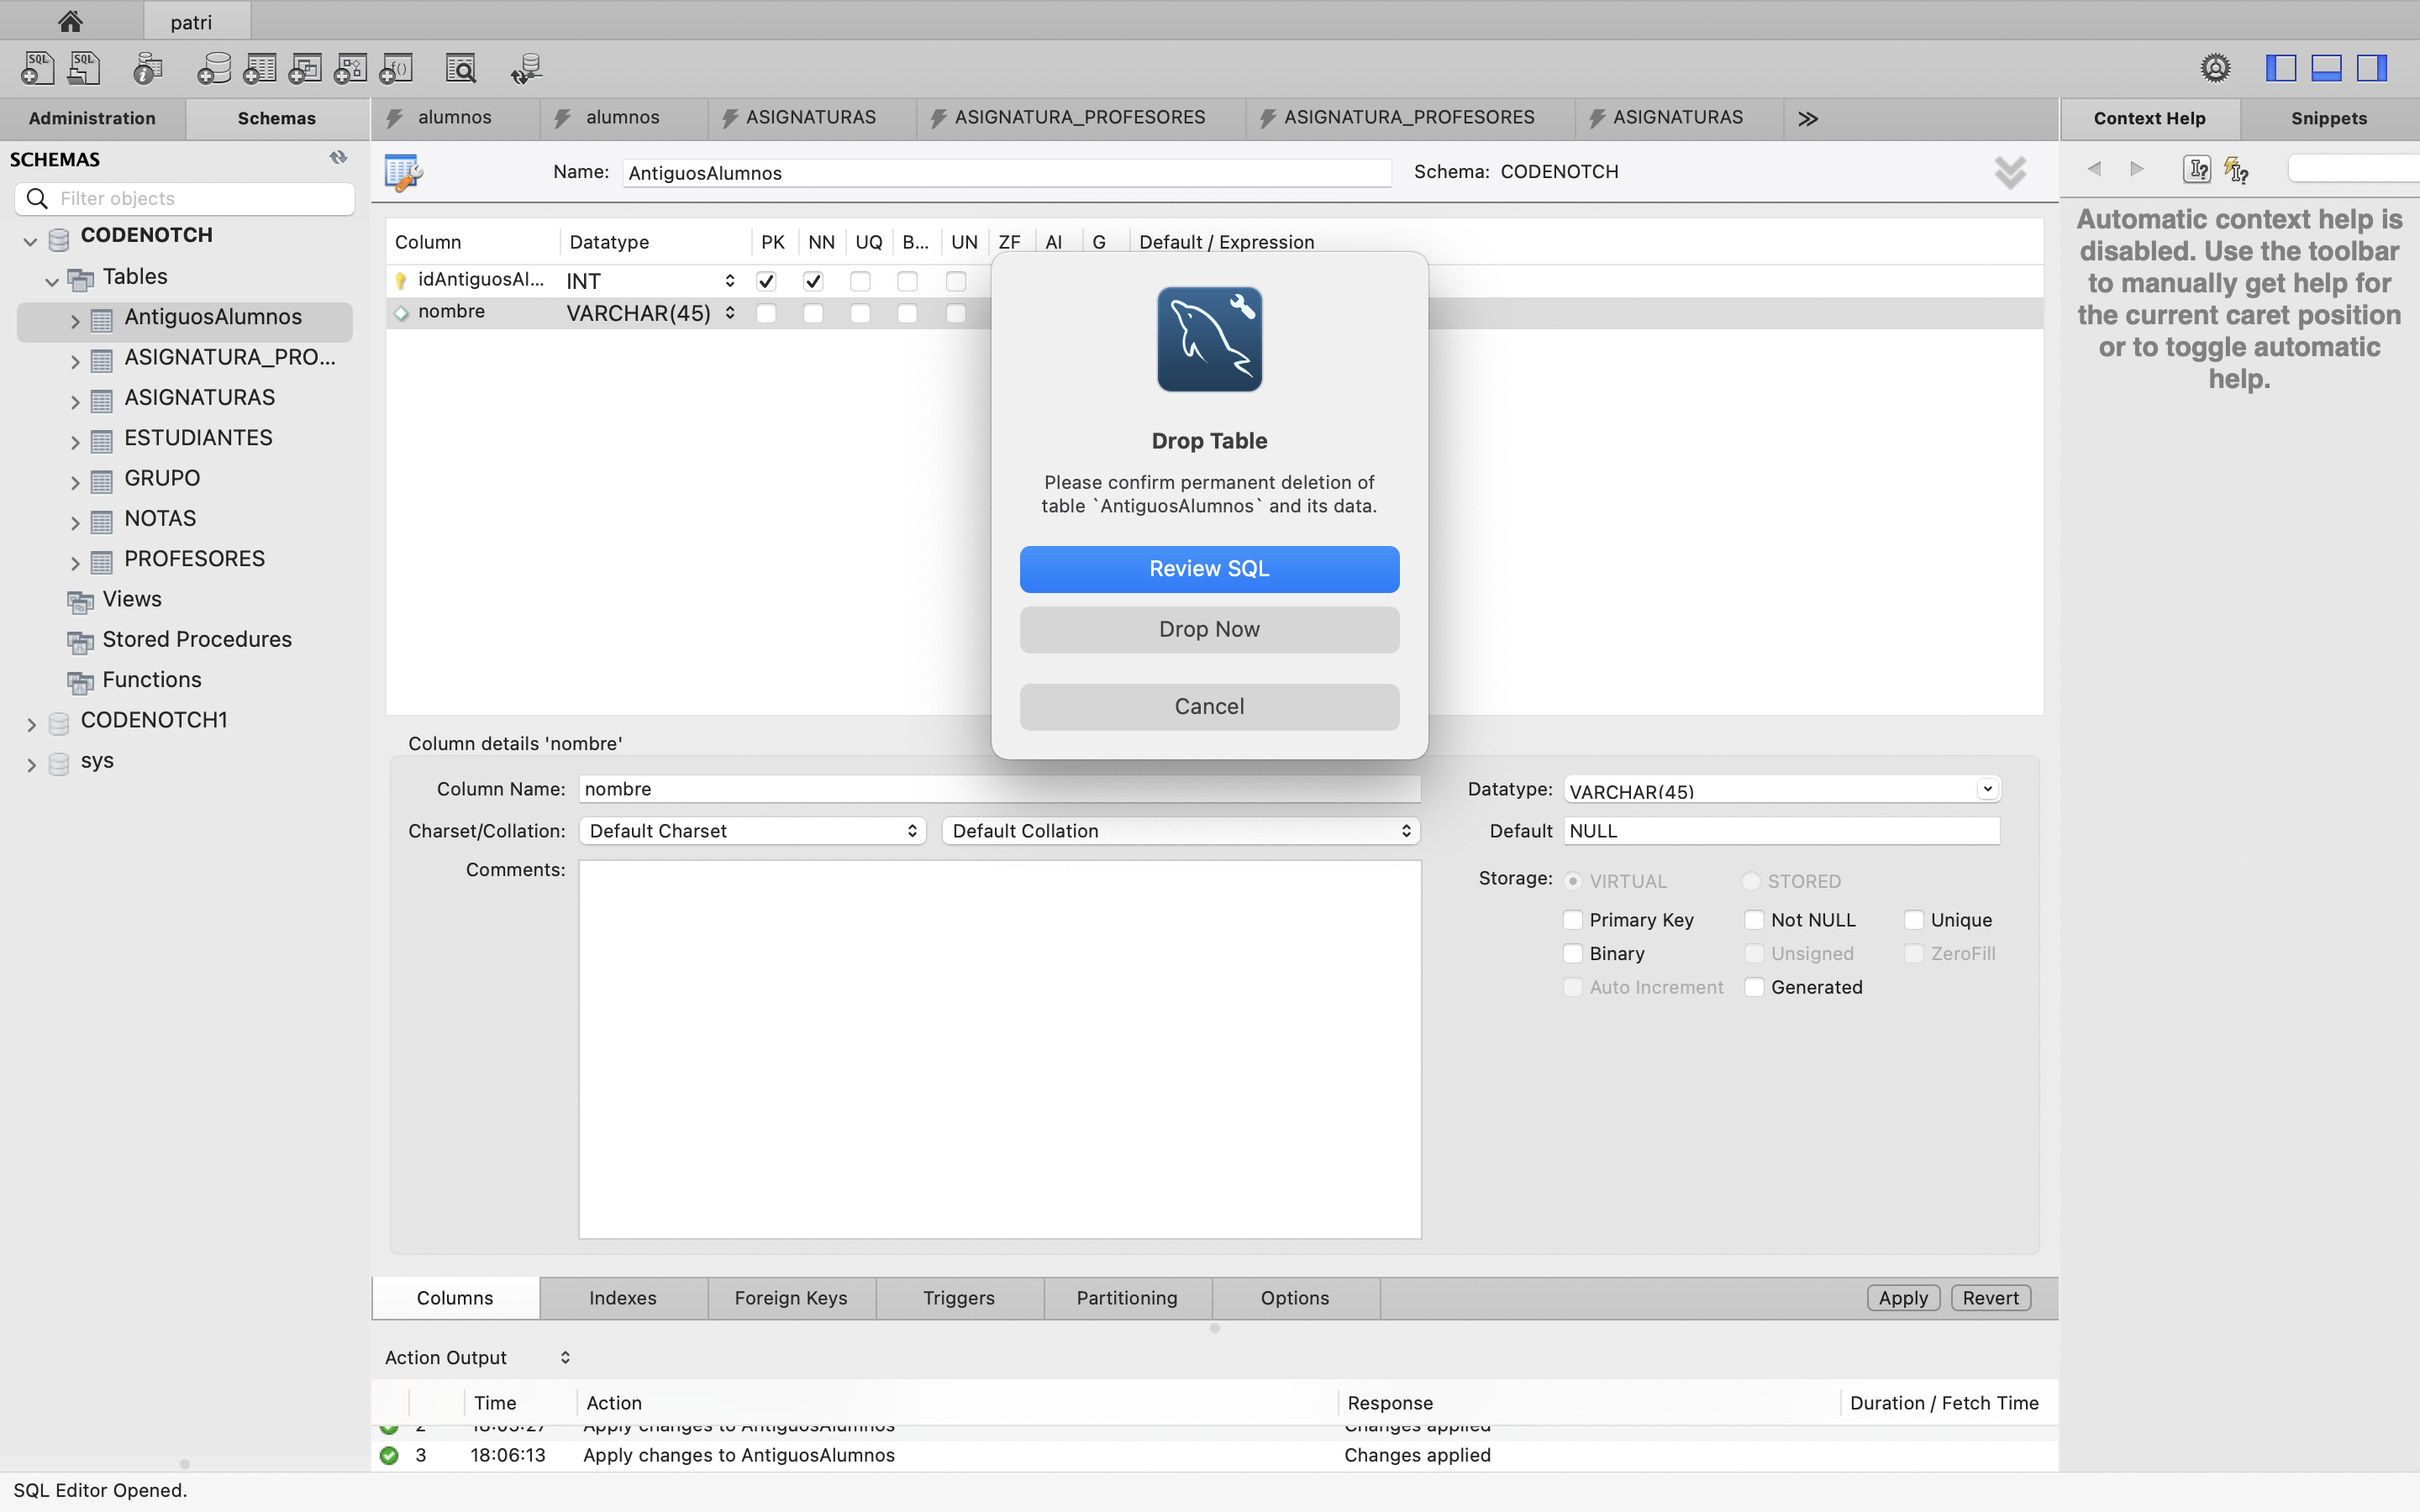 patri
SQL
SQL
Administration
Schemas
alumnos
alumnos
ASIGNATURAS
ASIGNATURA_PROFESORES
ASIGNATURA_PROFESORES
ASIGNATURAS
Context Help
Snippets
SCHEMAS
Filter objects
CODENOTCH
Tables
AntiguosAlumnos
ASIGNATURA_PRO...
ASIGNATURAS
ESTUDIANTES
GRUPO
NOTAS
PROFESORES
Views
Stored Procedures
Functions
CODENOTCH1
sys
Name: AntiguosAlumnos
Schema: CODENOTCH
Column Datatype PK NN UQ B... UN ZF AI G Default / Expression
idAntiguosAl... INT
nombre VARCHAR(45)
Drop Table
Please confirm permanent deletion of
table `AntiguosAlumnos` and its data.
Review SQL
Drop Now
Cancel
Automatic context help is
disabled. Use the toolbar
to manually get help for
the current caret position
or to toggle automatic
help.
Column details 'nombre'
Column Name: nombre
Datatype: VARCHAR(45)
Charset/Collation: Default Charset Default Collation
Default NULL
Comments:
Storage: VIRTUAL STORED
Primary Key Not NULL Unique
Binary Unsigned ZeroFill
Auto Increment Generated
Columns Indexes Foreign Keys Triggers Partitioning Options
Apply Revert
Action Output
Time Action Response Duration / Fetch Time
2 18:05:27 Apply changes to AntiguosAlumnos Changes applied
3 18:06:13 Apply changes to AntiguosAlumnos Changes applied
SQL Editor Opened.